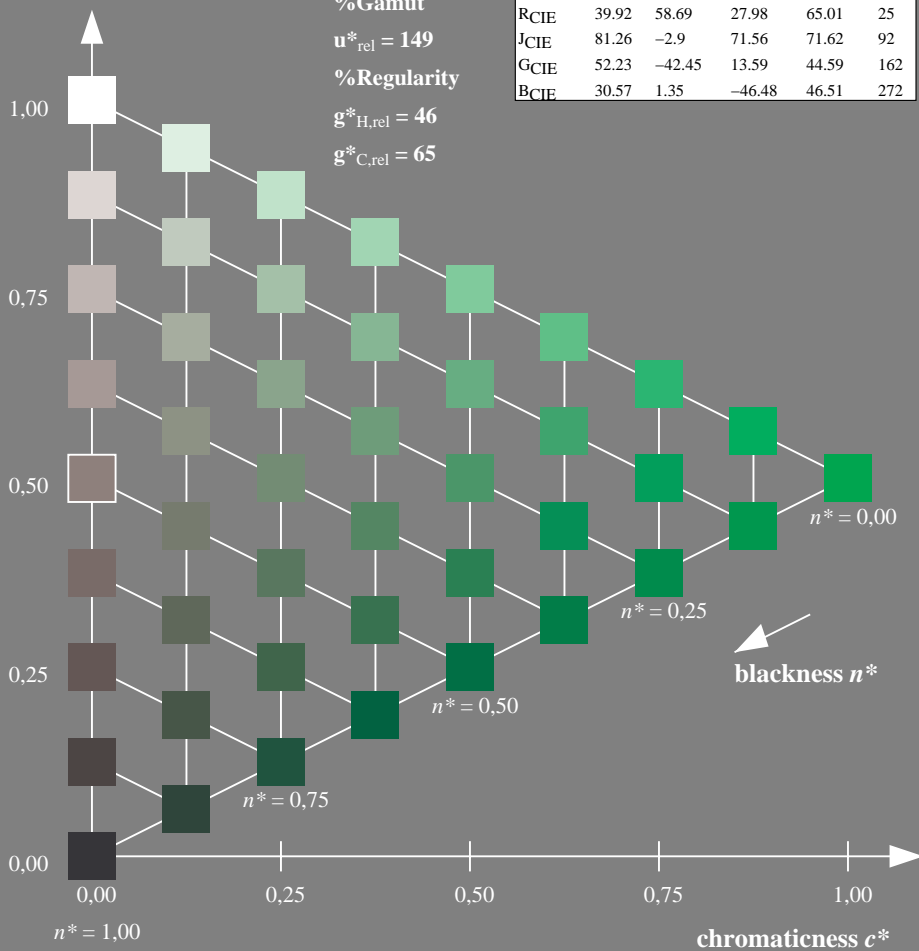 %Gamut
u*rel = 149
%Regularity
g*H,rel = 46
g*C,rel = 65
RCIE 39.92 58.69 27.98 65.01 25
JCIE 81.26 −2.9 71.56 71.62 92
GCIE 52.23 −42.45 13.59 44.59 162
BCIE 30.57 1.35 −46.48 46.51 272
1,00
0,75
0,50
n* = 0,00
n* = 0,25
0,25
blackness n*
n* = 0,50
n* = 0,75
0,00
0,00 0,25 0,50 0,75 1,00
n* = 1,00
chromaticness c*